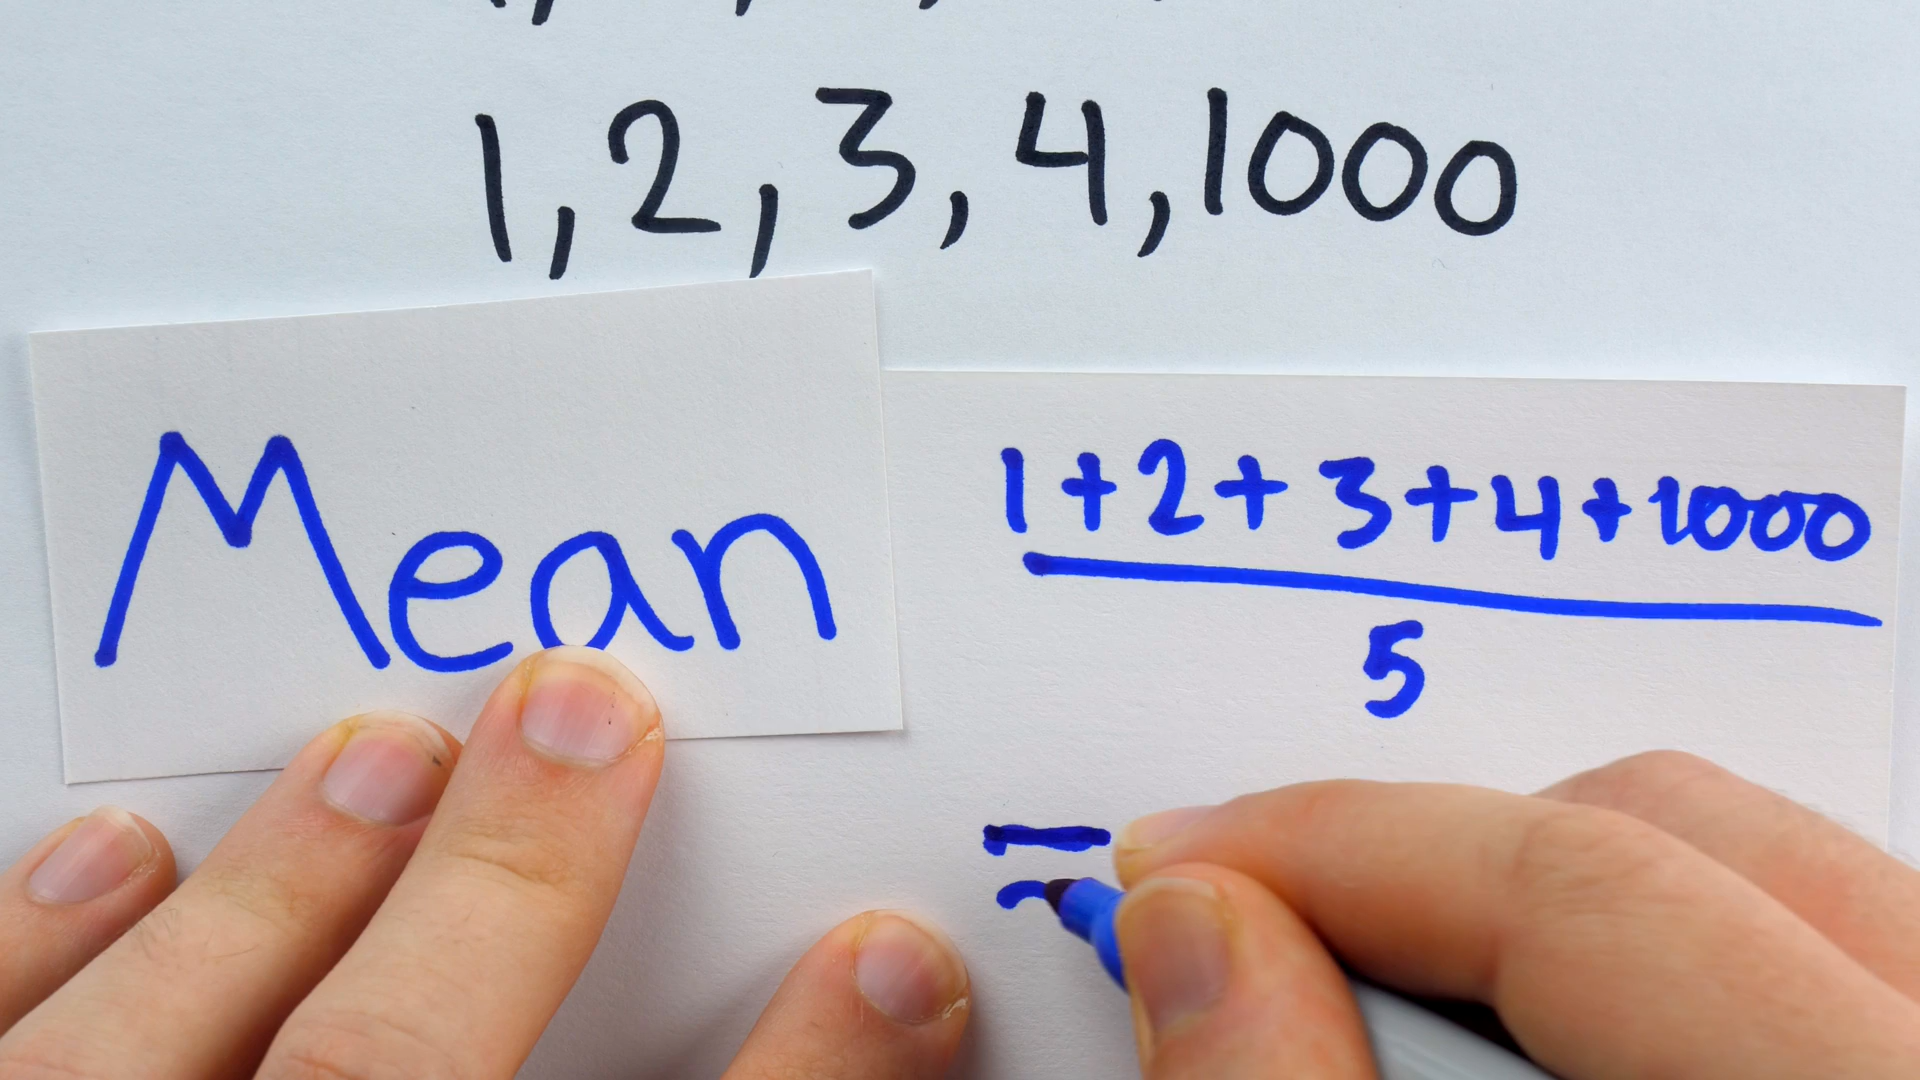 1, 2, 3, 4, 1000
Mean
1 + 2 + 3 + 4 + 1000
5
=